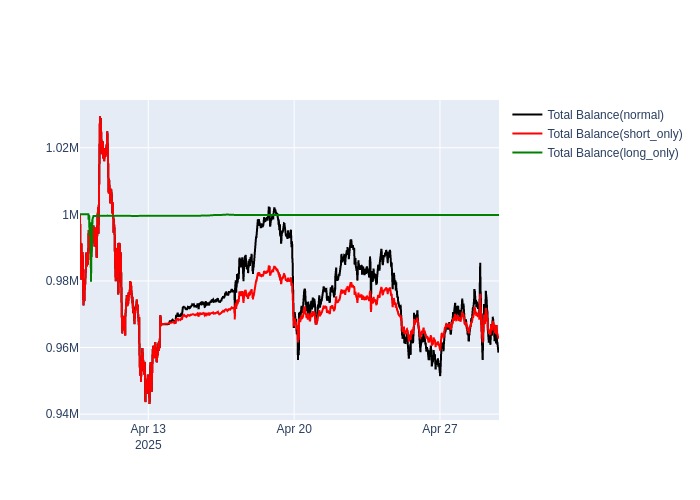 1.02M
1M
0.98M
0.96M
0.94M
Apr 13
2025
Apr 20
Apr 27
Total Balance(normal)
Total Balance(short_only)
Total Balance(long_only)